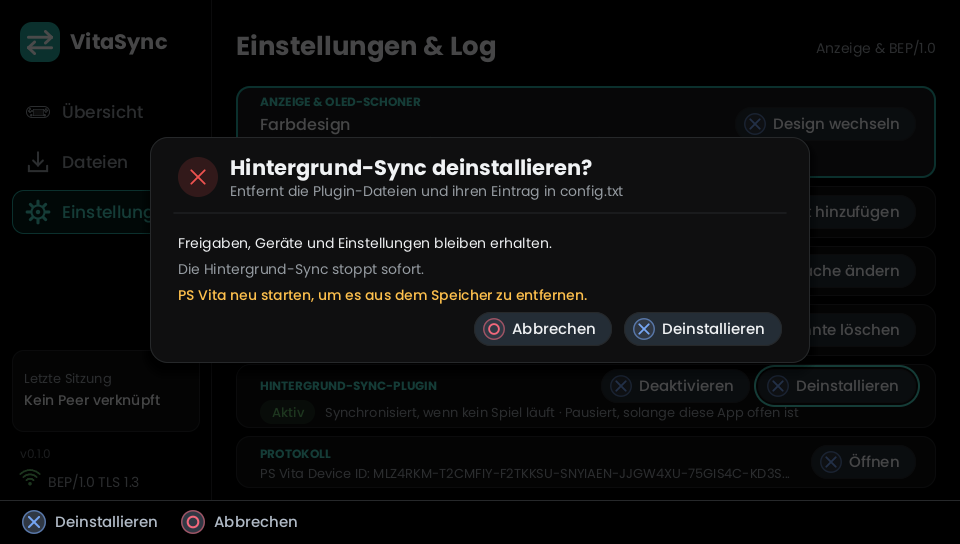 VitaSync
Einstellungen & Log
Anzeige & BEP/1.0
Übersicht
Dateien
Einstellung
ANZEIGE & OLED-SCHONER
Farbdesign
Design wechseln
hinzufügen
ändern
löschen
Hintergrund-Sync deinstallieren?
Entfernt die Plugin-Dateien und ihren Eintrag in config.txt
Freigaben, Geräte und Einstellungen bleiben erhalten.
Die Hintergrund-Sync stoppt sofort.
PS Vita neu starten, um es aus dem Speicher zu entfernen.
Abbrechen
Deinstallieren
Letzte Sitzung
Kein Peer verknüpft
HINTERGRUND-SYNC-PLUGIN
Deaktivieren
Deinstallieren
Aktiv
Synchronisiert, wenn kein Spiel läuft · Pausiert, solange diese App offen ist
PROTOKOLL
PS Vita Device ID: MLZ4RKM-T2CMFIY-F2TKKSU-SNYIAEN-JJGW4XU-75GIS4C-KD3S...
Öffnen
v0.1.0
BEP/1.0 TLS 1.3
Deinstallieren
Abbrechen